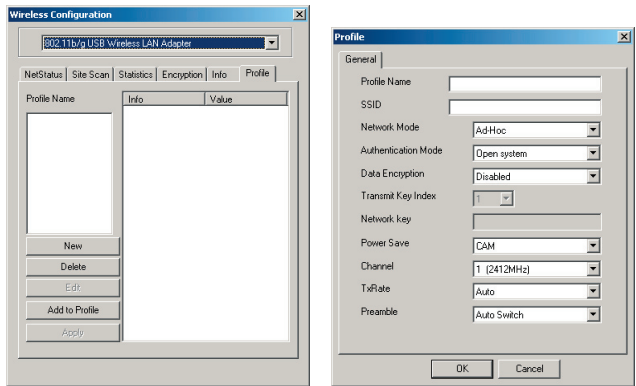 Wireless Configuration
802.11b/g USB Wireless LAN Adapter
NetStatus Site Scan Statistics Encryption Info Profile
Profile Name
Info Value
New
Delete
Edit
Add to Profile
Apply
Profile
General
Profile Name
SSID
Network Mode Ad-Hoc
Authentication Mode Open system
Data Encryption Disabled
Transmit Key Index 1
Network key
Power Save CAM
Channel 1 (2412MHz)
TxRate Auto
Preamble Auto Switch
OK Cancel